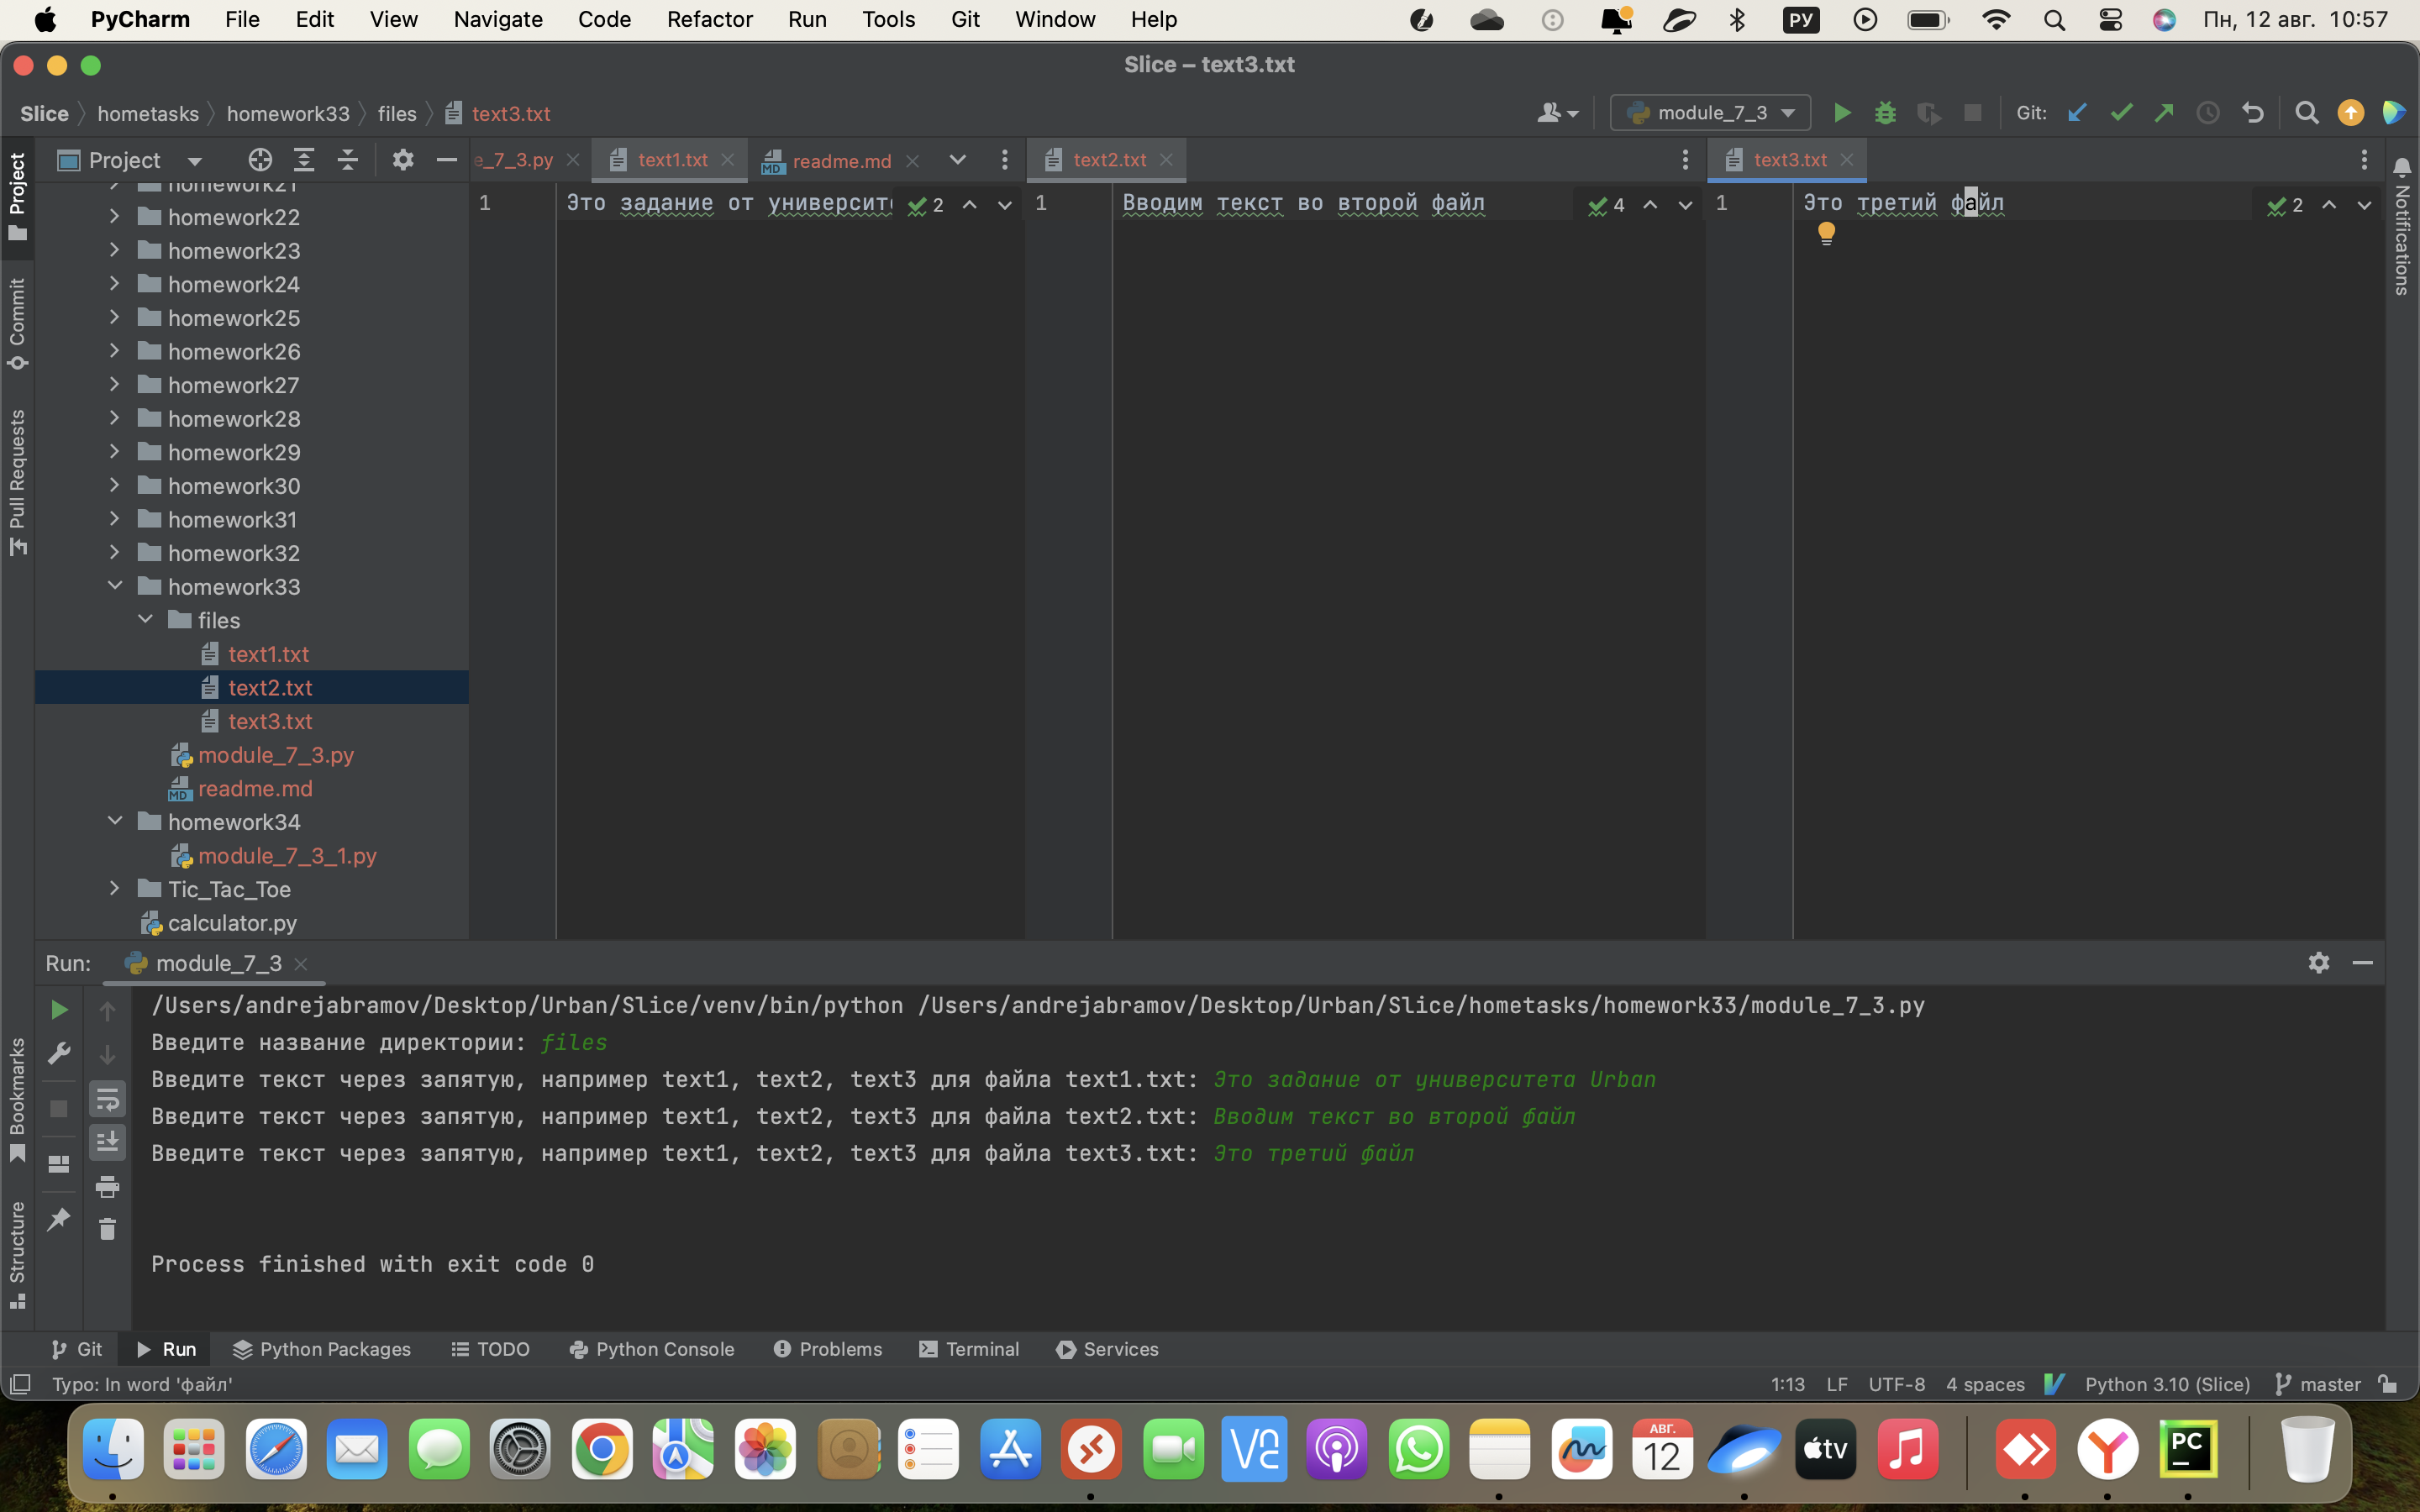 PyCharm File Edit View Navigate Code Refactor Run Tools Git Window Help РУ Пн, 12 авг. 10:57
Slice – text3.txt
Slice hometasks homework33 files text3.txt module_7_3 Git:
Project e_7_3.py text1.txt readme.md text2.txt text3.txt
1 Это задание от университе 2
1 Вводим текст во второй файл 4
1 Это третий файл 2
homework21
homework22
homework23
homework24
homework25
homework26
homework27
homework28
homework29
homework30
homework31
homework32
homework33
files
text1.txt
text2.txt
text3.txt
module_7_3.py
MD readme.md
homework34
module_7_3_1.py
Tic_Tac_Toe
calculator.py
Project
Commit
Pull Requests
Bookmarks
Structure
Notifications
Run: module_7_3
/Users/andrejabramov/Desktop/Urban/Slice/venv/bin/python /Users/andrejabramov/Desktop/Urban/Slice/hometasks/homework33/module_7_3.py
Введите название директории: files
Введите текст через запятую, например text1, text2, text3 для файла text1.txt: Это задание от университета Urban
Введите текст через запятую, например text1, text2, text3 для файла text2.txt: Вводим текст во второй файл
Введите текст через запятую, например text1, text2, text3 для файла text3.txt: Это третий файл
Process finished with exit code 0
Git Run Python Packages TODO Python Console Problems Terminal Services
Typo: In word 'файл' 1:13 LF UTF-8 4 spaces Python 3.10 (Slice) master
АВГ.
12
tv
PC